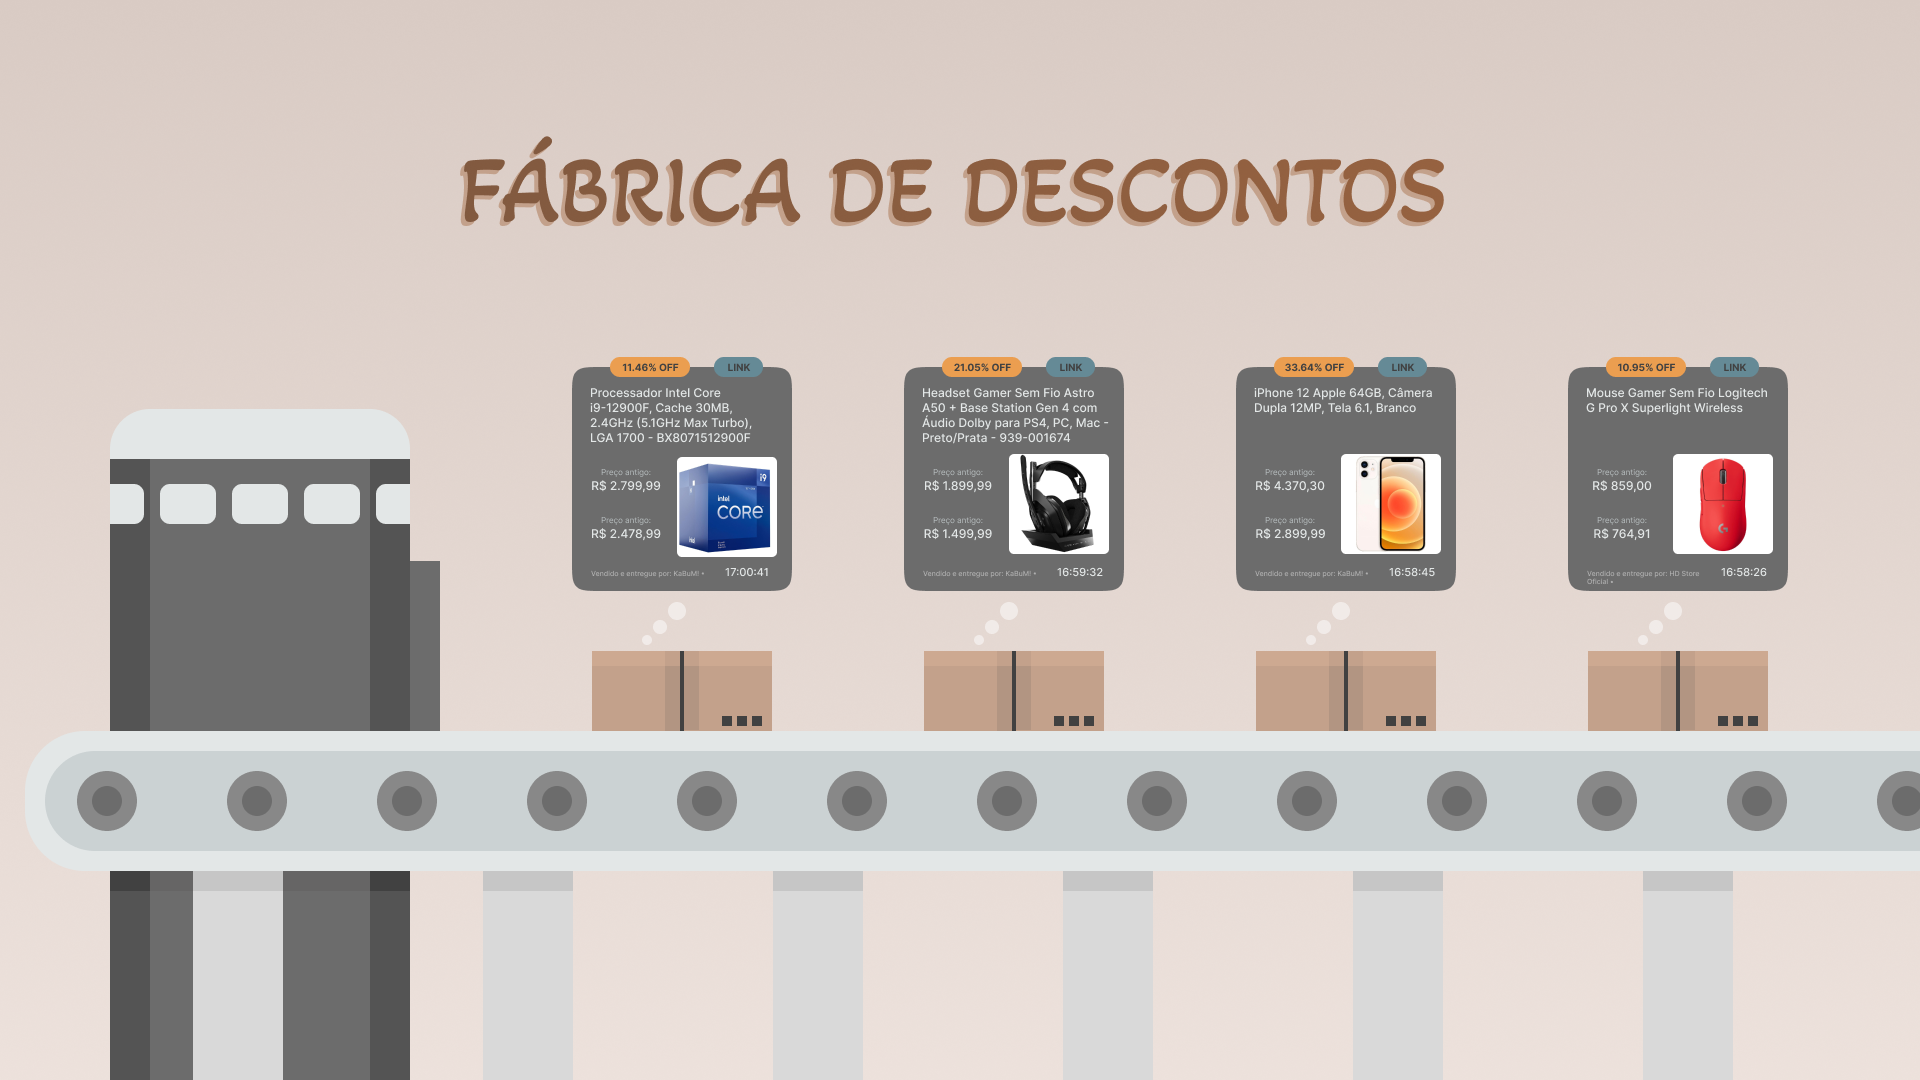 FÁBRICA DE DESCONTOS
11.46% OFF
LINK
Processador Intel Core
i9-12900F, Cache 30MB,
2.4GHz (5.1GHz Max Turbo),
LGA 1700 - BX8071512900F
Preço antigo:
R$ 2.799,99
Preço antigo:
R$ 2.478,99
i9
intel
CORE
Vendido e entregue por: KaBuM! •
17:00:41
21.05% OFF
LINK
Headset Gamer Sem Fio Astro
A50 + Base Station Gen 4 com
Áudio Dolby para PS4, PC, Mac -
Preto/Prata - 939-001674
Preço antigo:
R$ 1.899,99
Preço antigo:
R$ 1.499,99
Vendido e entregue por: KaBuM! •
16:59:32
33.64% OFF
LINK
iPhone 12 Apple 64GB, Câmera
Dupla 12MP, Tela 6.1, Branco
Preço antigo:
R$ 4.370,30
Preço antigo:
R$ 2.899,99
Vendido e entregue por: KaBuM! •
16:58:45
10.95% OFF
LINK
Mouse Gamer Sem Fio Logitech
G Pro X Superlight Wireless
Preço antigo:
R$ 859,00
Preço antigo:
R$ 764,91
Vendido e entregue por: HD Store
Oficial •
16:58:26